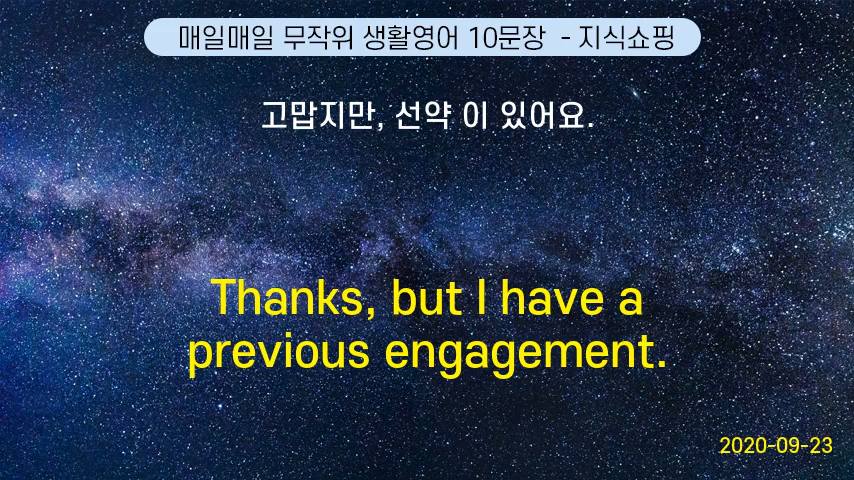 매일매일 무작위 생활영어 10문장 - 지식쇼핑
고맙지만, 선약 이 있어요.
Thanks, but I have a
previous engagement.
2020-09-23